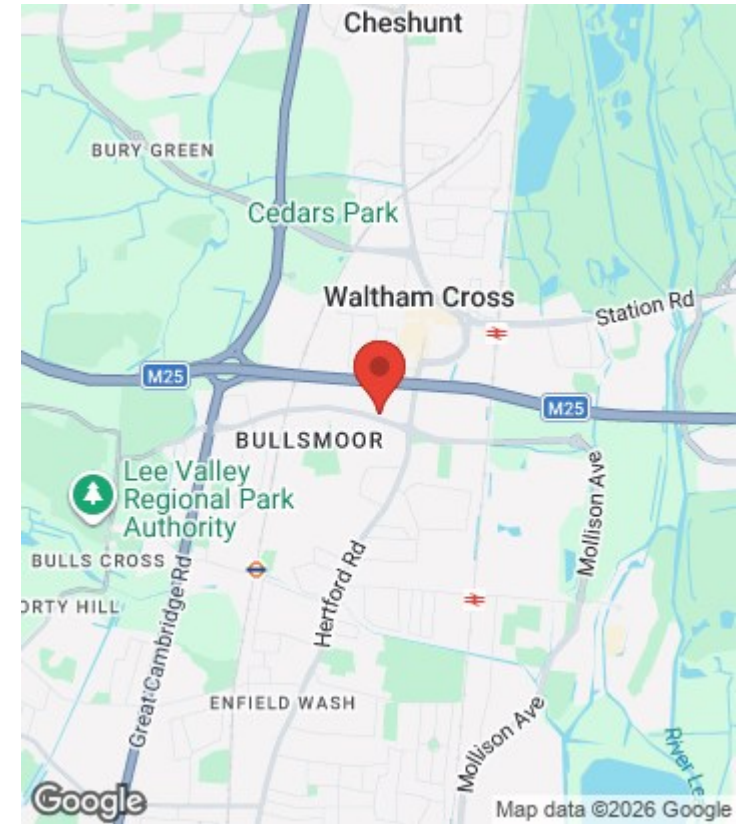 Cheshunt
BURY GREEN
Cedars Park
Waltham Cross
Station Rd
M25
M25
BULLSMOOR
Lee Valley
Regional Park
Authority
Mollison Ave
BULLS CROSS
ORTY HILL
Hertford Rd
Great Cambridge Rd
ENFIELD WASH
Mollison Ave
River Le
Google
Map data ©2026 Google